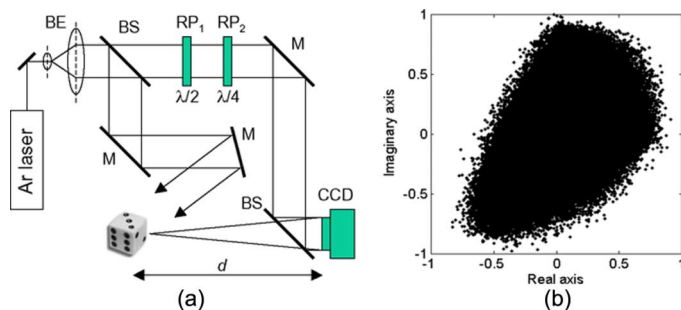 BE
BS
RP1
RP2
M
λ/2
λ/4
Ar laser
M
M
BS
CCD
d
(a)
Imaginary axis
1
0.5
0
-0.5
-1
-1
-0.5
0
0.5
1
Real axis
(b)